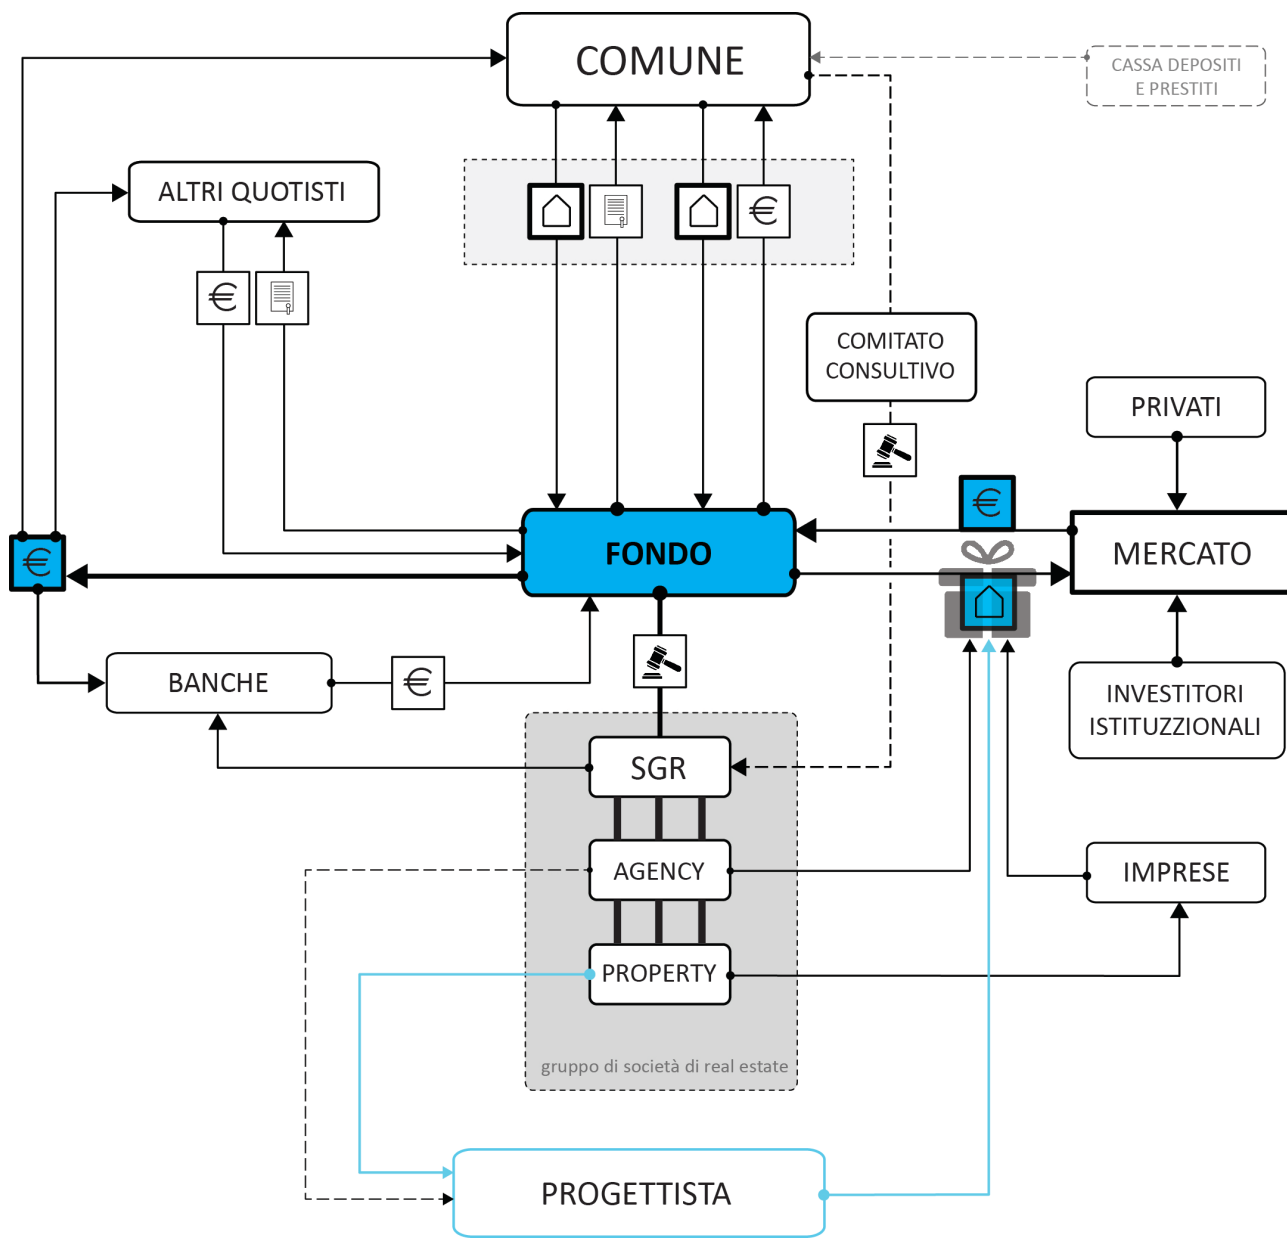 COMUNE
CASSA DEPOSITI
E PRESTITI
ALTRI QUOTISTI
€
€
COMITATO
CONSULTIVO
PRIVATI
€
FONDO
MERCATO
€
BANCHE
€
INVESTITORI
ISTITUZZIONALI
SGR
AGENCY
IMPRESE
PROPERTY
gruppo di società di real estate
PROGETTISTA